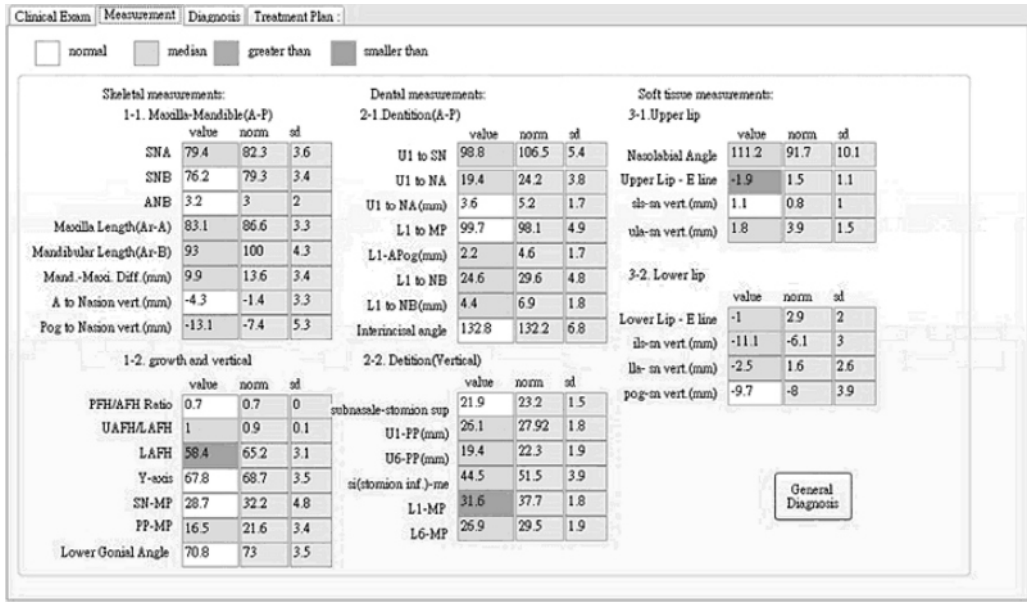 Clinical Exam Measurement Diagnosis Treatment Plan :
normal median greater than smaller than
Skeletal measurements:
1-1. Maxilla-Mandible(A-P)
value norm sd
SNA 79.4 82.3 3.6
SNB 76.2 79.3 3.4
ANB 3.2 3 2
Maxilla Length(Ar-A) 83.1 86.6 3.3
Mandibular Length(Ar-B) 93 100 4.3
Mand.-Maxi. Diff.(mm) 9.9 13.6 3.4
A to Nasion vert.(mm) -4.3 -1.4 3.3
Pog to Nasion vert.(mm) -13.1 -7.4 5.3
1-2. growth and vertical
value norm sd
PFH/AFH Ratio 0.7 0.7 0
UAFH/LAFH 1 0.9 0.1
LAFH 58.4 65.2 3.1
Y-axis 67.8 68.7 3.5
SN-MP 28.7 32.2 4.8
PP-MP 16.5 21.6 3.4
Lower Gonial Angle 70.8 73 3.5
Dental measurements:
2-1.Dentition(A-P)
value norm sd
U1 to SN 98.8 106.5 5.4
U1 to NA 19.4 24.2 3.8
U1 to NA(mm) 3.6 5.2 1.7
L1 to MP 99.7 98.1 4.9
L1-APog(mm) 2.2 4.6 1.7
L1 to NB 24.6 29.6 4.8
L1 to NB(mm) 4.4 6.9 1.8
Interincisal angle 132.8 132.2 6.8
2-2. Detition(Vertical)
value norm sd
subnasale-stomion sup 21.9 23.2 1.5
U1-PP(mm) 26.1 27.92 1.8
U6-PP(mm) 19.4 22.3 1.9
si(stomion inf.)-me 44.5 51.5 3.9
L1-MP 31.6 37.7 1.8
L6-MP 26.9 29.5 1.9
Soft tissue measurements:
3-1.Upper lip
value norm sd
Nasolabial Angle 111.2 91.7 10.1
Upper Lip - E line -1.9 1.5 1.1
sls-sn vert.(mm) 1.1 0.8 1
ula-sn vert.(mm) 1.8 3.9 1.5
3-2. Lower lip
value norm sd
Lower Lip - E line -1 2.9 2
ils-sn vert.(mm) -11.1 -6.1 3
lla- sn vert.(mm) -2.5 1.6 2.6
pog-sn vert.(mm) -9.7 -8 3.9
General
Diagnosis